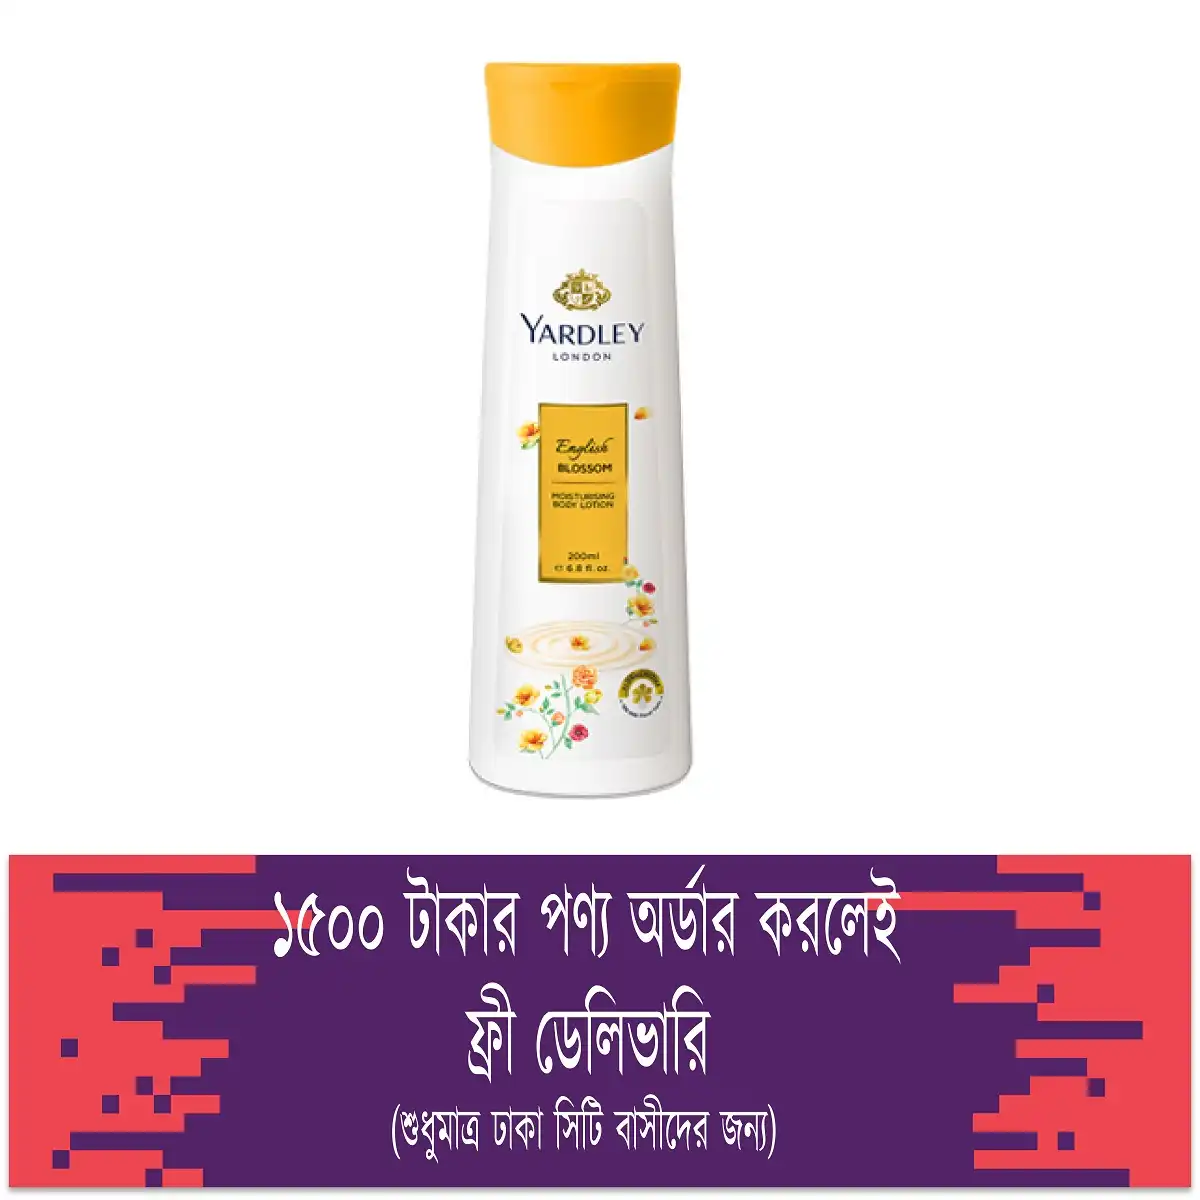 YARDLEY
LONDON
English
BLOSSOM
MOISTURISING
BODY LOTION
200ml
℮ 6.8 fl. oz.
১৫০০ টাকার পণ্য অর্ডার করলেই
ফ্রী ডেলিভারি
(শুধুমাত্র ঢাকা সিটি বাসীদের জন্য)